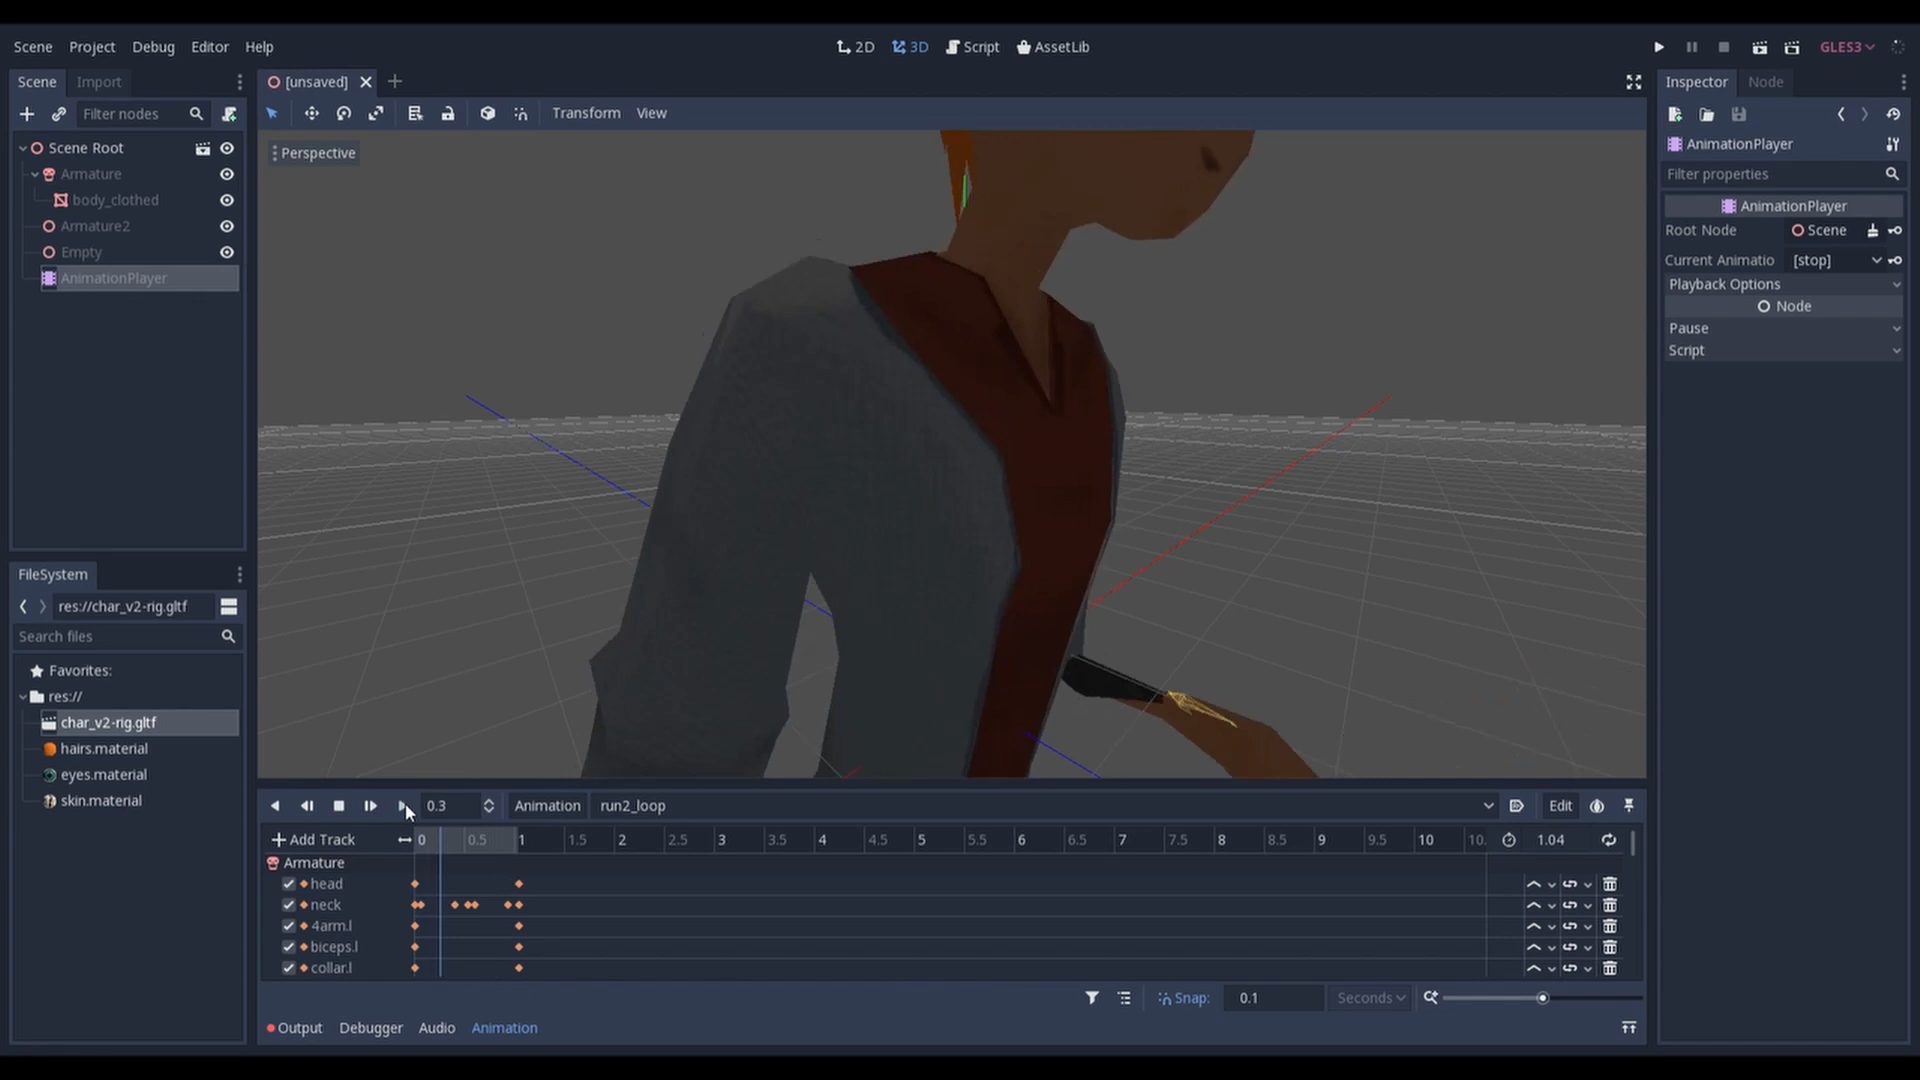 Scene Project Debug Editor Help
2D 3D Script AssetLib
GLES3
Scene Import
[unsaved]
Inspector Node
Filter nodes
Transform View
Scene Root
Armature
body_clothed
Armature2
Empty
AnimationPlayer
Perspective
AnimationPlayer
Filter properties
AnimationPlayer
Root Node Scene
Current Animatio [stop]
Playback Options
Node
Pause
Script
FileSystem
res://char_v2-rig.gltf
Search files
Favorites:
res://
char_v2-rig.gltf
hairs.material
eyes.material
skin.material
0.3 Animation run2_loop Edit
Add Track 0 0.5 1 1.5 2 2.5 3 3.5 4 4.5 5 5.5 6 6.5 7 7.5 8 8.5 9 9.5 10 10. 1.04
Armature
head
neck
4arm.l
biceps.l
collar.l
Snap: 0.1 Seconds
Output Debugger Audio Animation